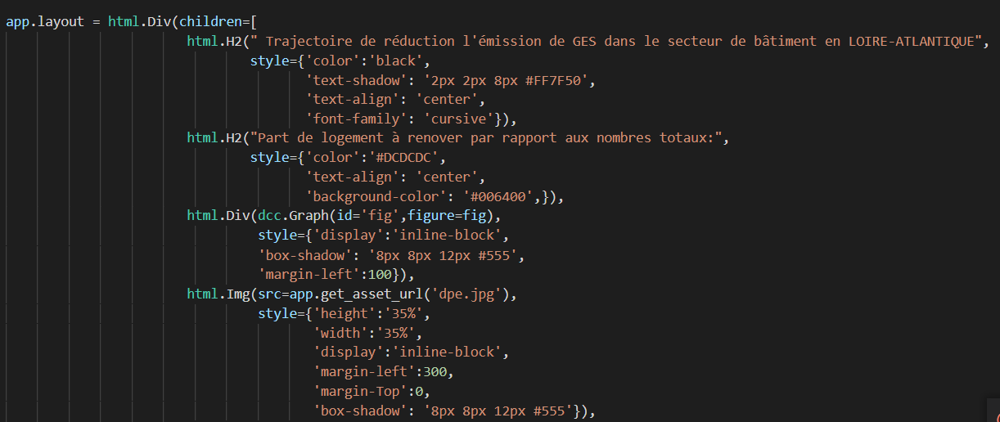 app.layout = html.Div(children=[
html.H2(" Trajectoire de réduction l'émission de GES dans le secteur de bâtiment en LOIRE-ATLANTIQUE",
style={'color':'black',
'text-shadow': '2px 2px 8px #FF7F50',
'text-align': 'center',
'font-family': 'cursive'}),
html.H2("Part de logement à renover par rapport aux nombres totaux:",
style={'color':'#DCDCDC',
'text-align': 'center',
'background-color': '#006400',}),
html.Div(dcc.Graph(id='fig',figure=fig),
style={'display':'inline-block',
'box-shadow': '8px 8px 12px #555',
'margin-left':100}),
html.Img(src=app.get_asset_url('dpe.jpg'),
style={'height':'35%',
'width':'35%',
'display':'inline-block',
'margin-left':300,
'margin-Top':0,
'box-shadow': '8px 8px 12px #555'}),